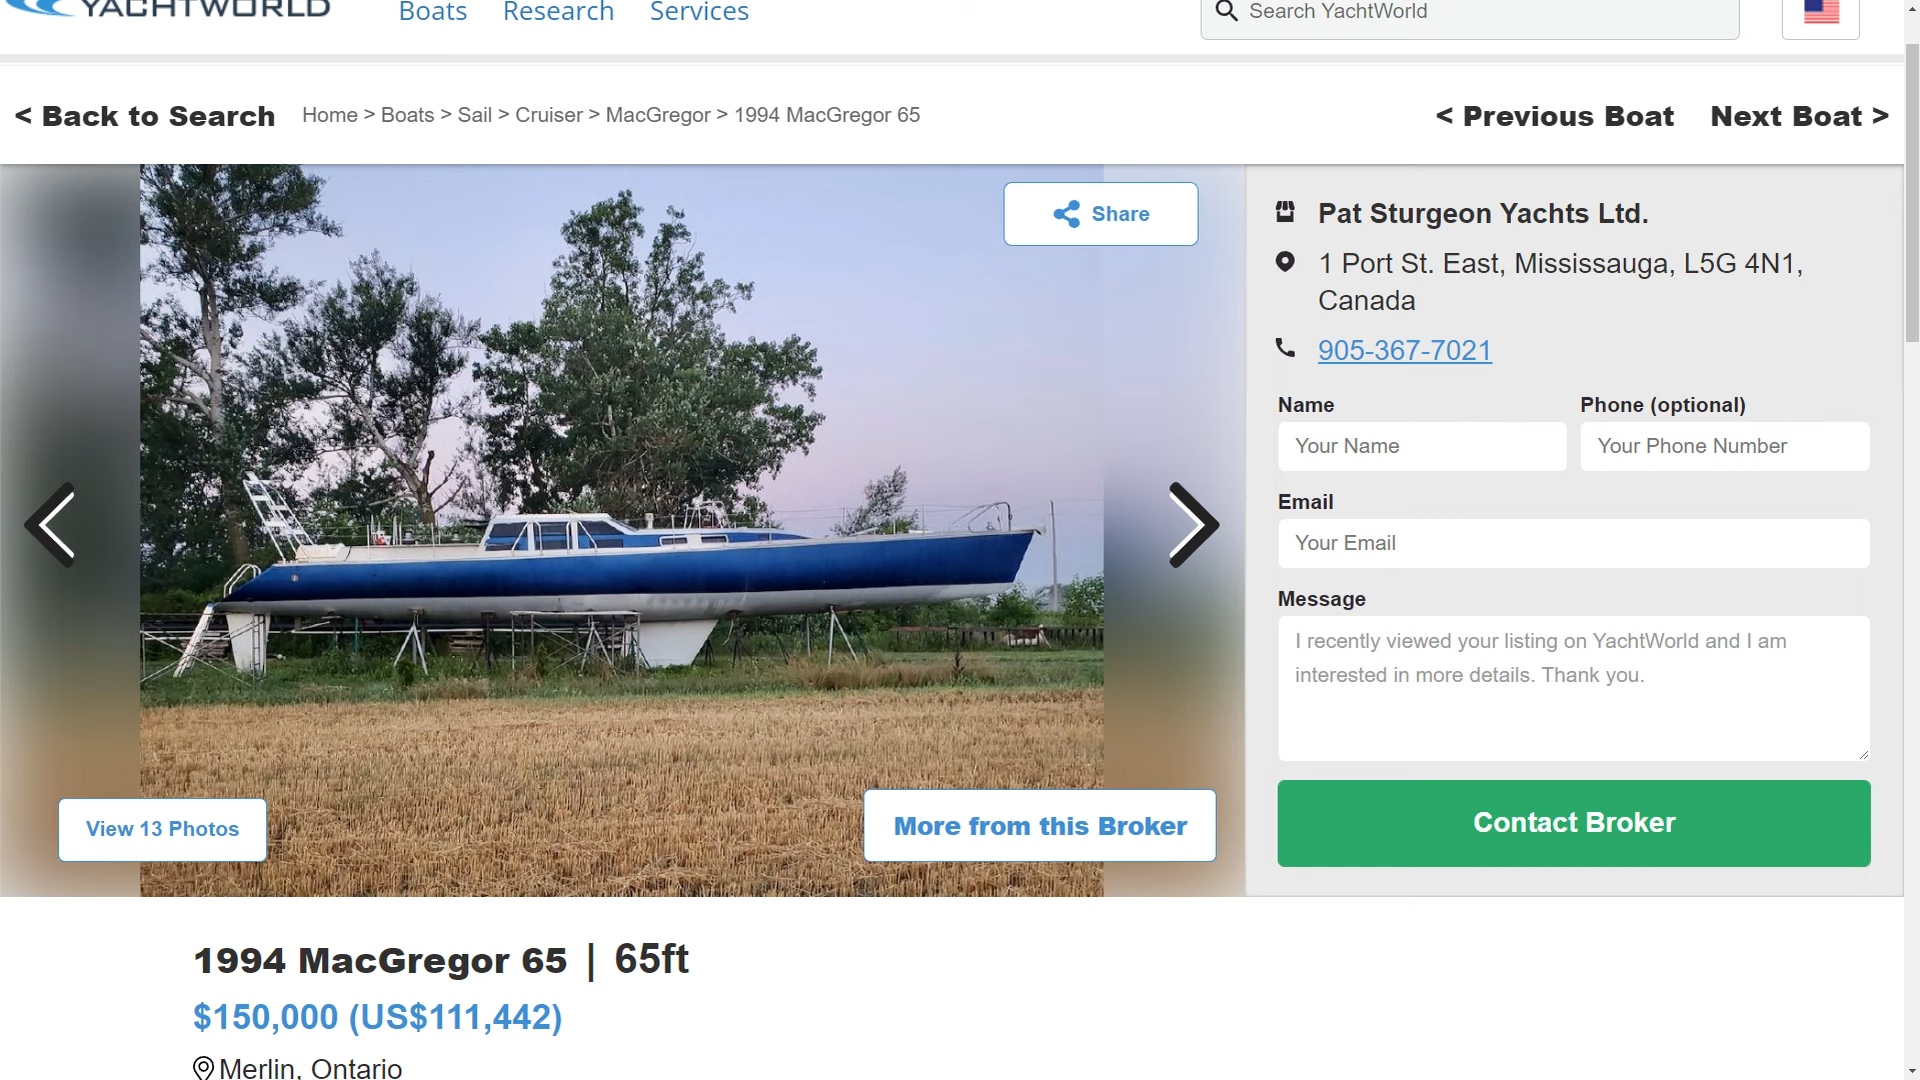 YACHTWORLD
Boats Research Services
Search YachtWorld
< Back to Search
Home > Boats > Sail > Cruiser > MacGregor > 1994 MacGregor 65
< Previous Boat
Next Boat >
Share
View 13 Photos
More from this Broker
Pat Sturgeon Yachts Ltd.
1 Port St. East, Mississauga, L5G 4N1,
Canada
905-367-7021
Name
Phone (optional)
Your Name
Your Phone Number
Email
Your Email
Message
I recently viewed your listing on YachtWorld and I am
interested in more details. Thank you.
Contact Broker
1994 MacGregor 65 | 65ft
$150,000 (US$111,442)
Merlin, Ontario